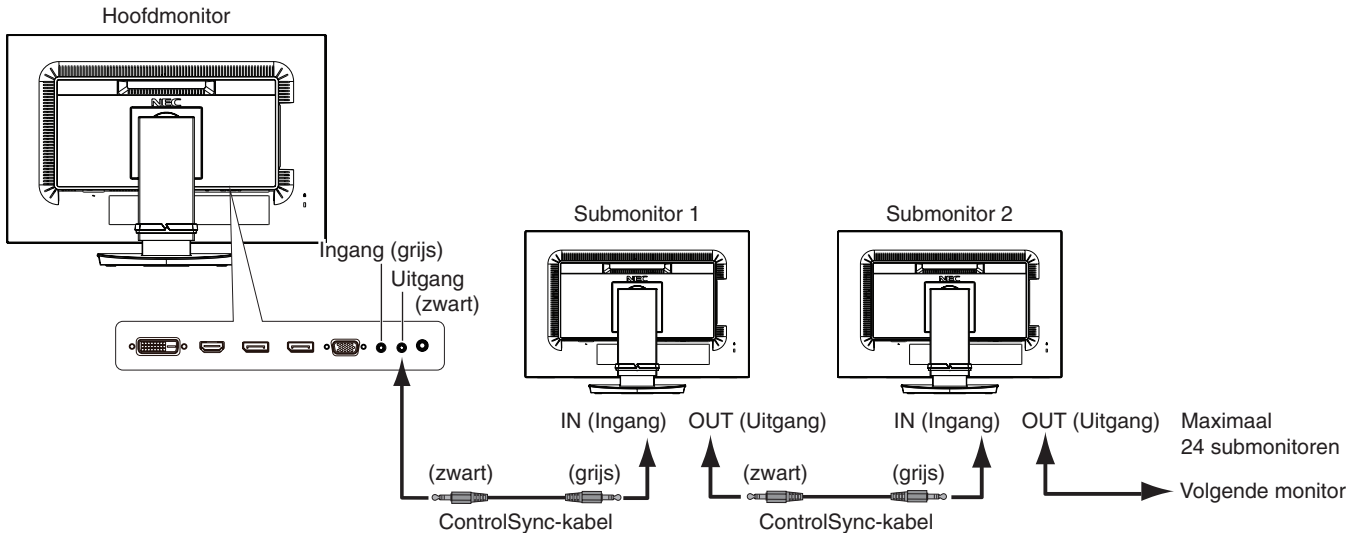 Hoofdmonitor
NEC
Ingang (grijs)
Uitgang
(zwart)
Submonitor 1
NEC
Submonitor 2
NEC
IN (Ingang)
OUT (Uitgang)
IN (Ingang)
OUT (Uitgang)
Maximaal
24 submonitoren
(zwart)
(grijs)
(zwart)
(grijs)
Volgende monitor
ControlSync-kabel
ControlSync-kabel